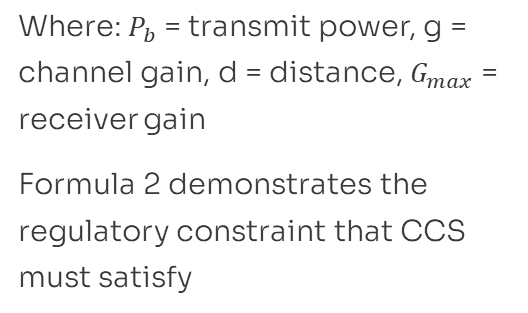 Where: P_b = transmit power, g =
channel gain, d = distance, G_max =
receiver gain
Formula 2 demonstrates the
regulatory constraint that CCS
must satisfy